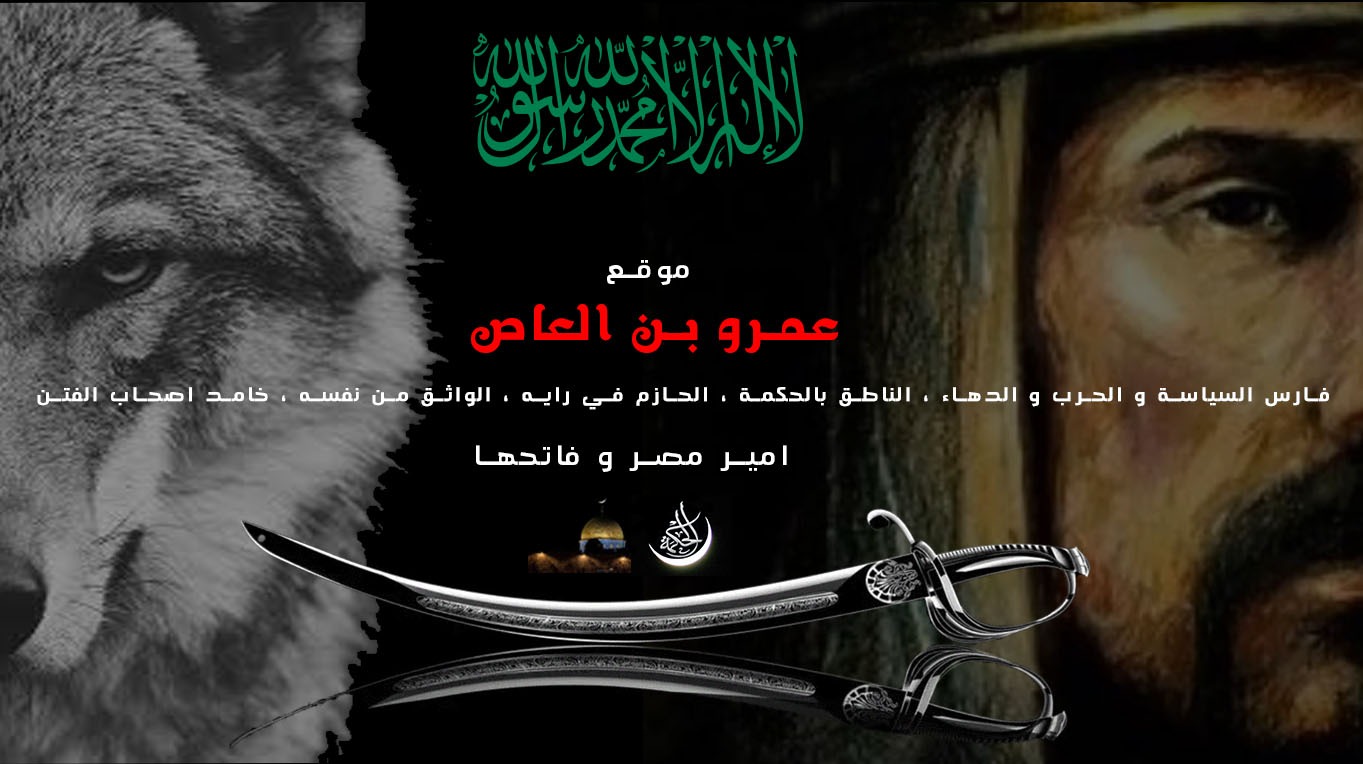 لا إله إلا الله محمد رسول الله
موقع
عمرو بن العاص
فارس السياسة و الحرب و الدهاء ، الناطق بالحكمة ، الحازم في رايه ، الواثق من نفسه ، خامد اصحاب الفتن
امير مصر و فاتحها
الحكمة